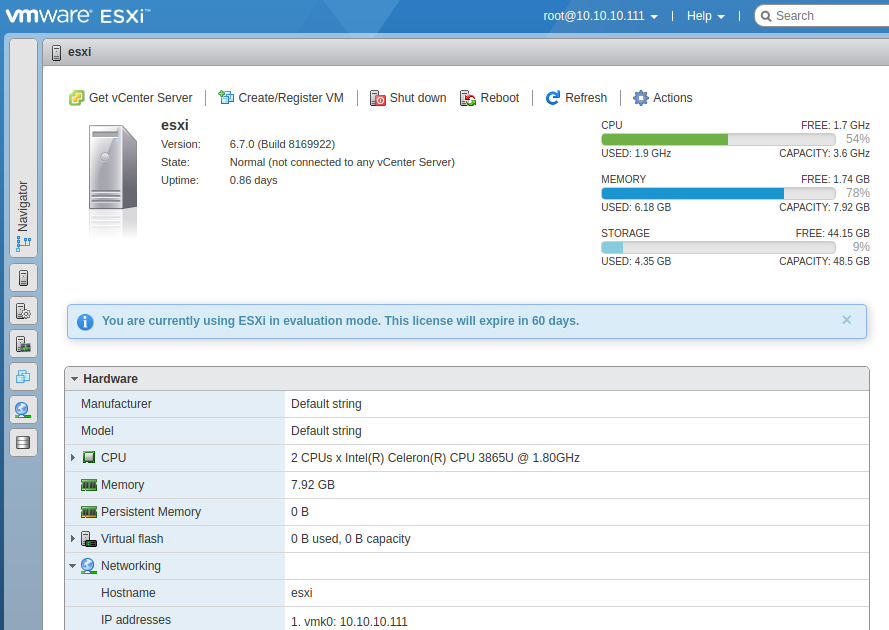 vmware ESXi™
root@10.10.10.111 | Help | Search
Navigator
esxi
Get vCenter Server | Create/Register VM | Shut down Reboot | Refresh | Actions
esxi
Version: 6.7.0 (Build 8169922)
State: Normal (not connected to any vCenter Server)
Uptime: 0.86 days
CPU FREE: 1.7 GHz
54%
USED: 1.9 GHz CAPACITY: 3.6 GHz
MEMORY FREE: 1.74 GB
78%
USED: 6.18 GB CAPACITY: 7.92 GB
STORAGE FREE: 44.15 GB
9%
USED: 4.35 GB CAPACITY: 48.5 GB
You are currently using ESXi in evaluation mode. This license will expire in 60 days.
Hardware
Manufacturer Default string
Model Default string
CPU 2 CPUs x Intel(R) Celeron(R) CPU 3865U @ 1.80GHz
Memory 7.92 GB
Persistent Memory 0 B
Virtual flash 0 B used, 0 B capacity
Networking
Hostname esxi
IP addresses 1. vmk0: 10.10.10.111